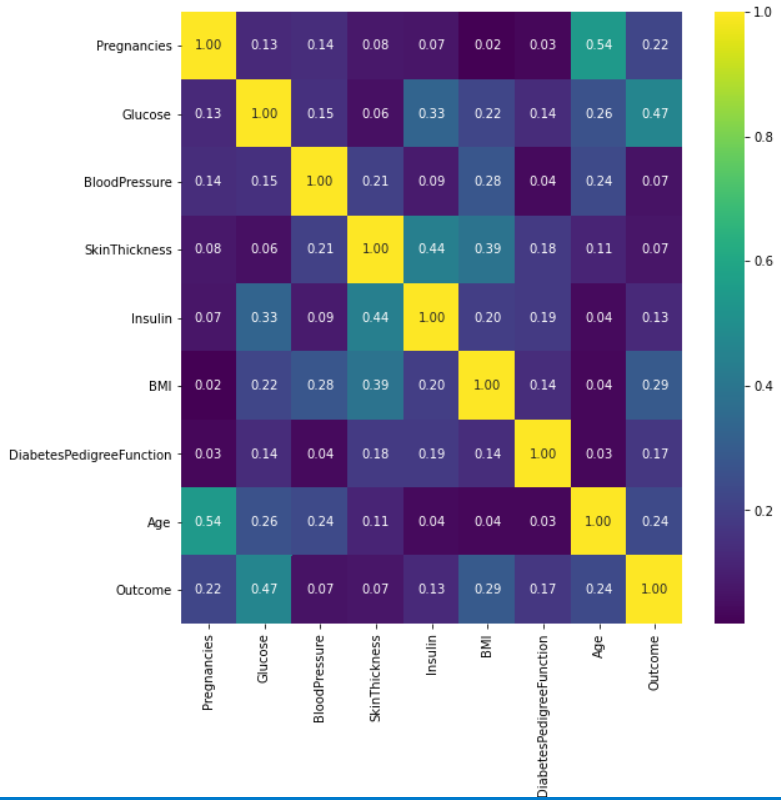 Pregnancies 1.00 0.13 0.14 0.08 0.07 0.02 0.03 0.54 0.22
Glucose 0.13 1.00 0.15 0.06 0.33 0.22 0.14 0.26 0.47
BloodPressure 0.14 0.15 1.00 0.21 0.09 0.28 0.04 0.24 0.07
SkinThickness 0.08 0.06 0.21 1.00 0.44 0.39 0.18 0.11 0.07
Insulin 0.07 0.33 0.09 0.44 1.00 0.20 0.19 0.04 0.13
BMI 0.02 0.22 0.28 0.39 0.20 1.00 0.14 0.04 0.29
DiabetesPedigreeFunction 0.03 0.14 0.04 0.18 0.19 0.14 1.00 0.03 0.17
Age 0.54 0.26 0.24 0.11 0.04 0.04 0.03 1.00 0.24
Outcome 0.22 0.47 0.07 0.07 0.13 0.29 0.17 0.24 1.00
Pregnancies
Glucose
BloodPressure
SkinThickness
Insulin
BMI
DiabetesPedigreeFunction
Age
Outcome
1.0
0.8
0.6
0.4
0.2